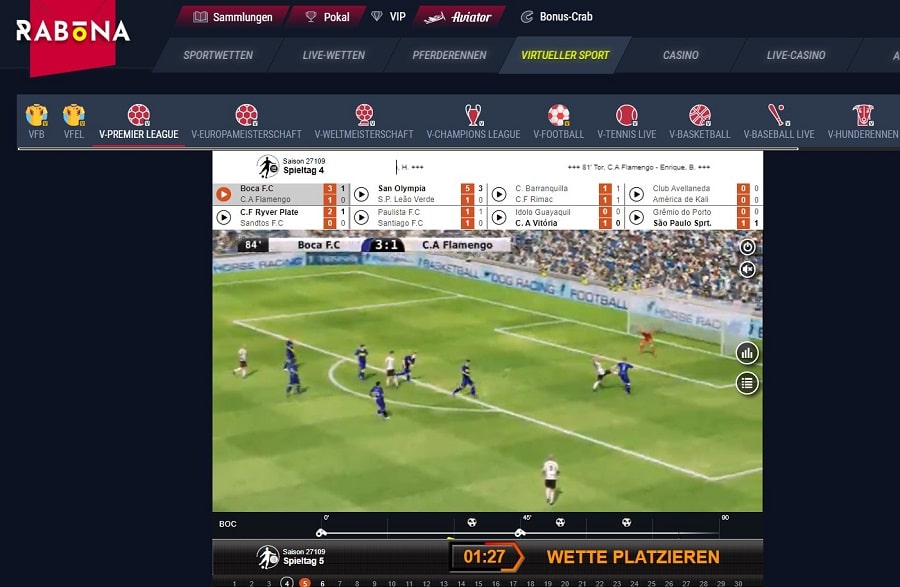 RABONA
Sammlungen Pokal VIP Aviator Bonus-Crab
SPORTWETTEN LIVE-WETTEN PFERDERENNEN VIRTUELLER SPORT CASINO LIVE-CASINO A
VFB VFEL V-PREMIER LEAGUE V-EUROPAMEISTERSCHAFT V-WELTMEISTERSCHAFT V-CHAMPIONS LEAGUE V-FOOTBALL V-TENNIS LIVE V-BASKETBALL V-BASEBALL LIVE V-HUNDERENNEN
Saison 27109
Spieltag 4
, H. +++ +++ 81' Tor, C.A Flamengo - Enrique, B. +++
Boca F.C 3 1 San Olympia 5 3 C. Barranquilla 1 1 Club Avellaneda 0 0
C.A Flamengo 1 0 S.P. Leão Verde 1 0 C.F Rimac 1 0 América de Kali 0 0
C.F Ryver Plate 2 1 Paulista F.C 1 1 Idolo Guayaquil 0 0 Grêmio do Porto 0 0
Sandtos F.C 0 0 Santiago F.C 1 0 C. A Vitória 1 0 São Paulo Sprt. 1 1
84' Boca F.C 3:1 C.A Flamengo
HORSE RACING BASKETBALL DOG RACING FOOTBALL HORSE RACING
BOC 0' 45' 90
Saison 27109
Spieltag 5
01:27 WETTE PLATZIEREN
1 2 3 4 5 6 7 8 9 10 11 12 13 14 15 16 17 18 19 20 21 22 23 24 25 26 27 28 29 30